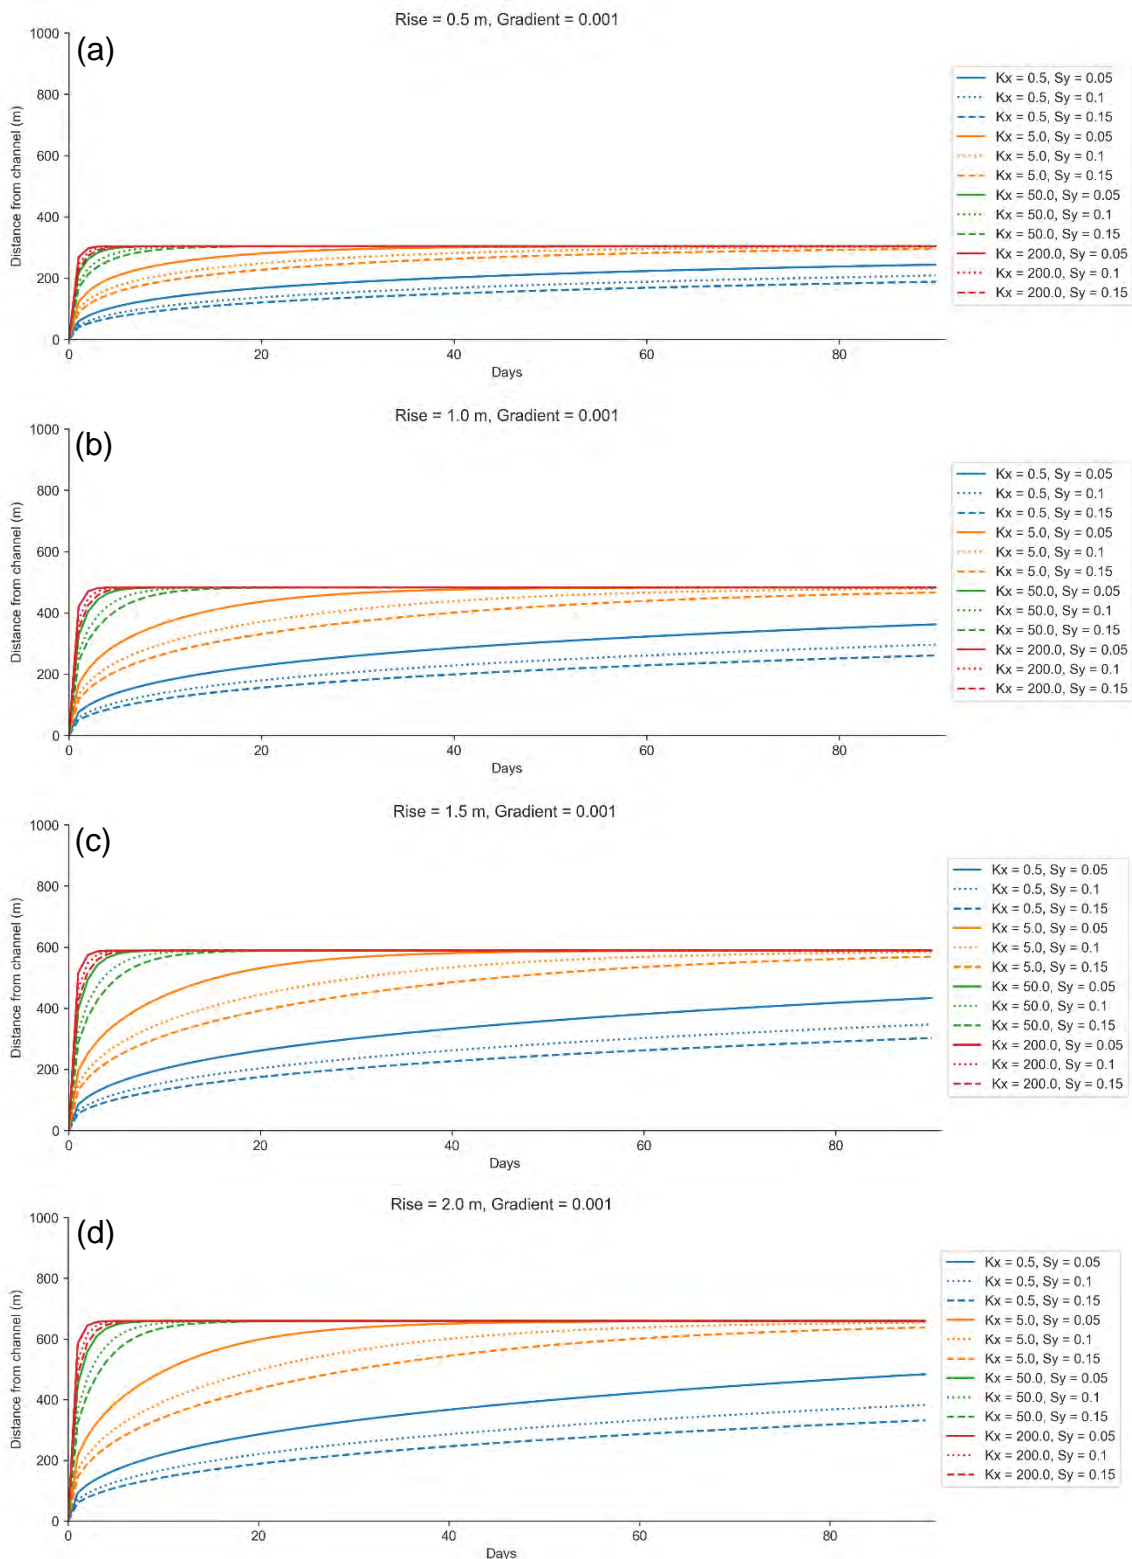 Rise = 0.5 m, Gradient = 0.001
(a)
1000
800
600
400
200
0
Distance from channel (m)
0 20 40 60 80
Days
Kx = 0.5, Sy = 0.05
Kx = 0.5, Sy = 0.1
Kx = 0.5, Sy = 0.15
Kx = 5.0, Sy = 0.05
Kx = 5.0, Sy = 0.1
Kx = 5.0, Sy = 0.15
Kx = 50.0, Sy = 0.05
Kx = 50.0, Sy = 0.1
Kx = 50.0, Sy = 0.15
Kx = 200.0, Sy = 0.05
Kx = 200.0, Sy = 0.1
Kx = 200.0, Sy = 0.15
Rise = 1.0 m, Gradient = 0.001
(b)
1000
800
600
400
200
0
Distance from channel (m)
0 20 40 60 80
Days
Kx = 0.5, Sy = 0.05
Kx = 0.5, Sy = 0.1
Kx = 0.5, Sy = 0.15
Kx = 5.0, Sy = 0.05
Kx = 5.0, Sy = 0.1
Kx = 5.0, Sy = 0.15
Kx = 50.0, Sy = 0.05
Kx = 50.0, Sy = 0.1
Kx = 50.0, Sy = 0.15
Kx = 200.0, Sy = 0.05
Kx = 200.0, Sy = 0.1
Kx = 200.0, Sy = 0.15
Rise = 1.5 m, Gradient = 0.001
(c)
1000
800
600
400
200
0
Distance from channel (m)
0 20 40 60 80
Days
Kx = 0.5, Sy = 0.05
Kx = 0.5, Sy = 0.1
Kx = 0.5, Sy = 0.15
Kx = 5.0, Sy = 0.05
Kx = 5.0, Sy = 0.1
Kx = 5.0, Sy = 0.15
Kx = 50.0, Sy = 0.05
Kx = 50.0, Sy = 0.1
Kx = 50.0, Sy = 0.15
Kx = 200.0, Sy = 0.05
Kx = 200.0, Sy = 0.1
Kx = 200.0, Sy = 0.15
Rise = 2.0 m, Gradient = 0.001
(d)
1000
800
600
400
200
0
Distance from channel (m)
0 20 40 60 80
Days
Kx = 0.5, Sy = 0.05
Kx = 0.5, Sy = 0.1
Kx = 0.5, Sy = 0.15
Kx = 5.0, Sy = 0.05
Kx = 5.0, Sy = 0.1
Kx = 5.0, Sy = 0.15
Kx = 50.0, Sy = 0.05
Kx = 50.0, Sy = 0.1
Kx = 50.0, Sy = 0.15
Kx = 200.0, Sy = 0.05
Kx = 200.0, Sy = 0.1
Kx = 200.0, Sy = 0.15